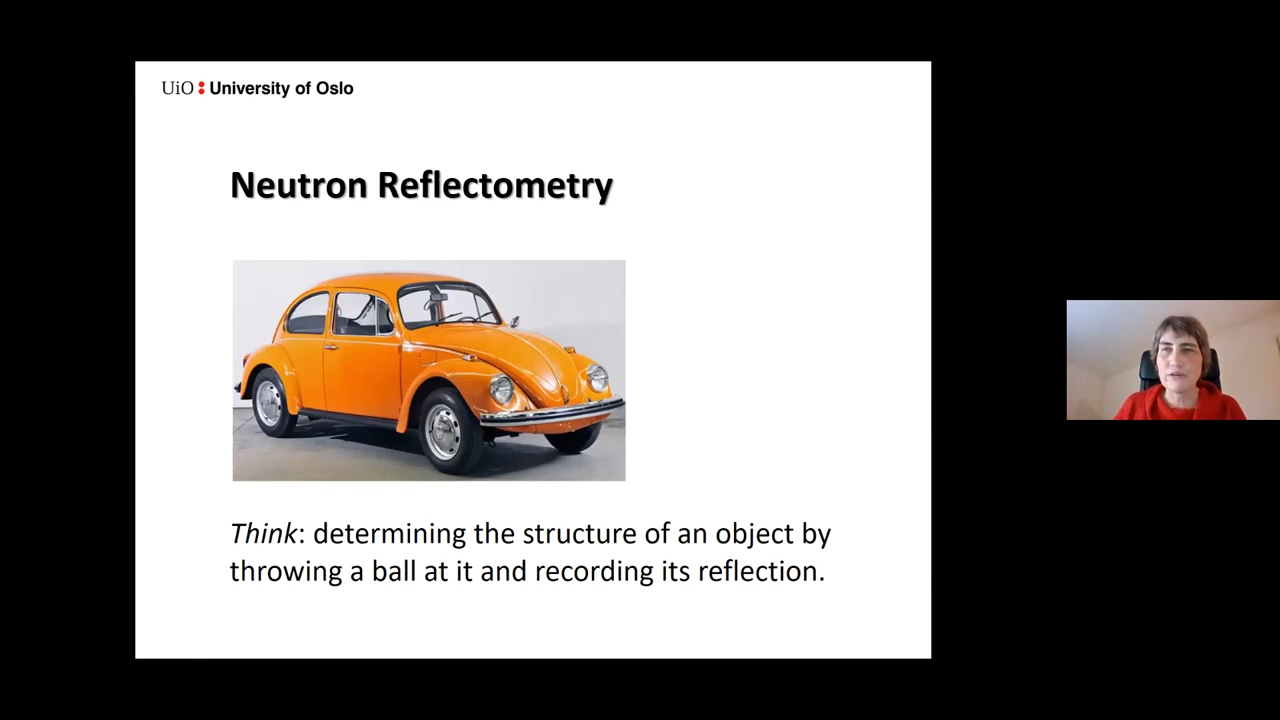 UiO : University of Oslo
Neutron Reflectometry
Think: determining the structure of an object by
throwing a ball at it and recording its reflection.